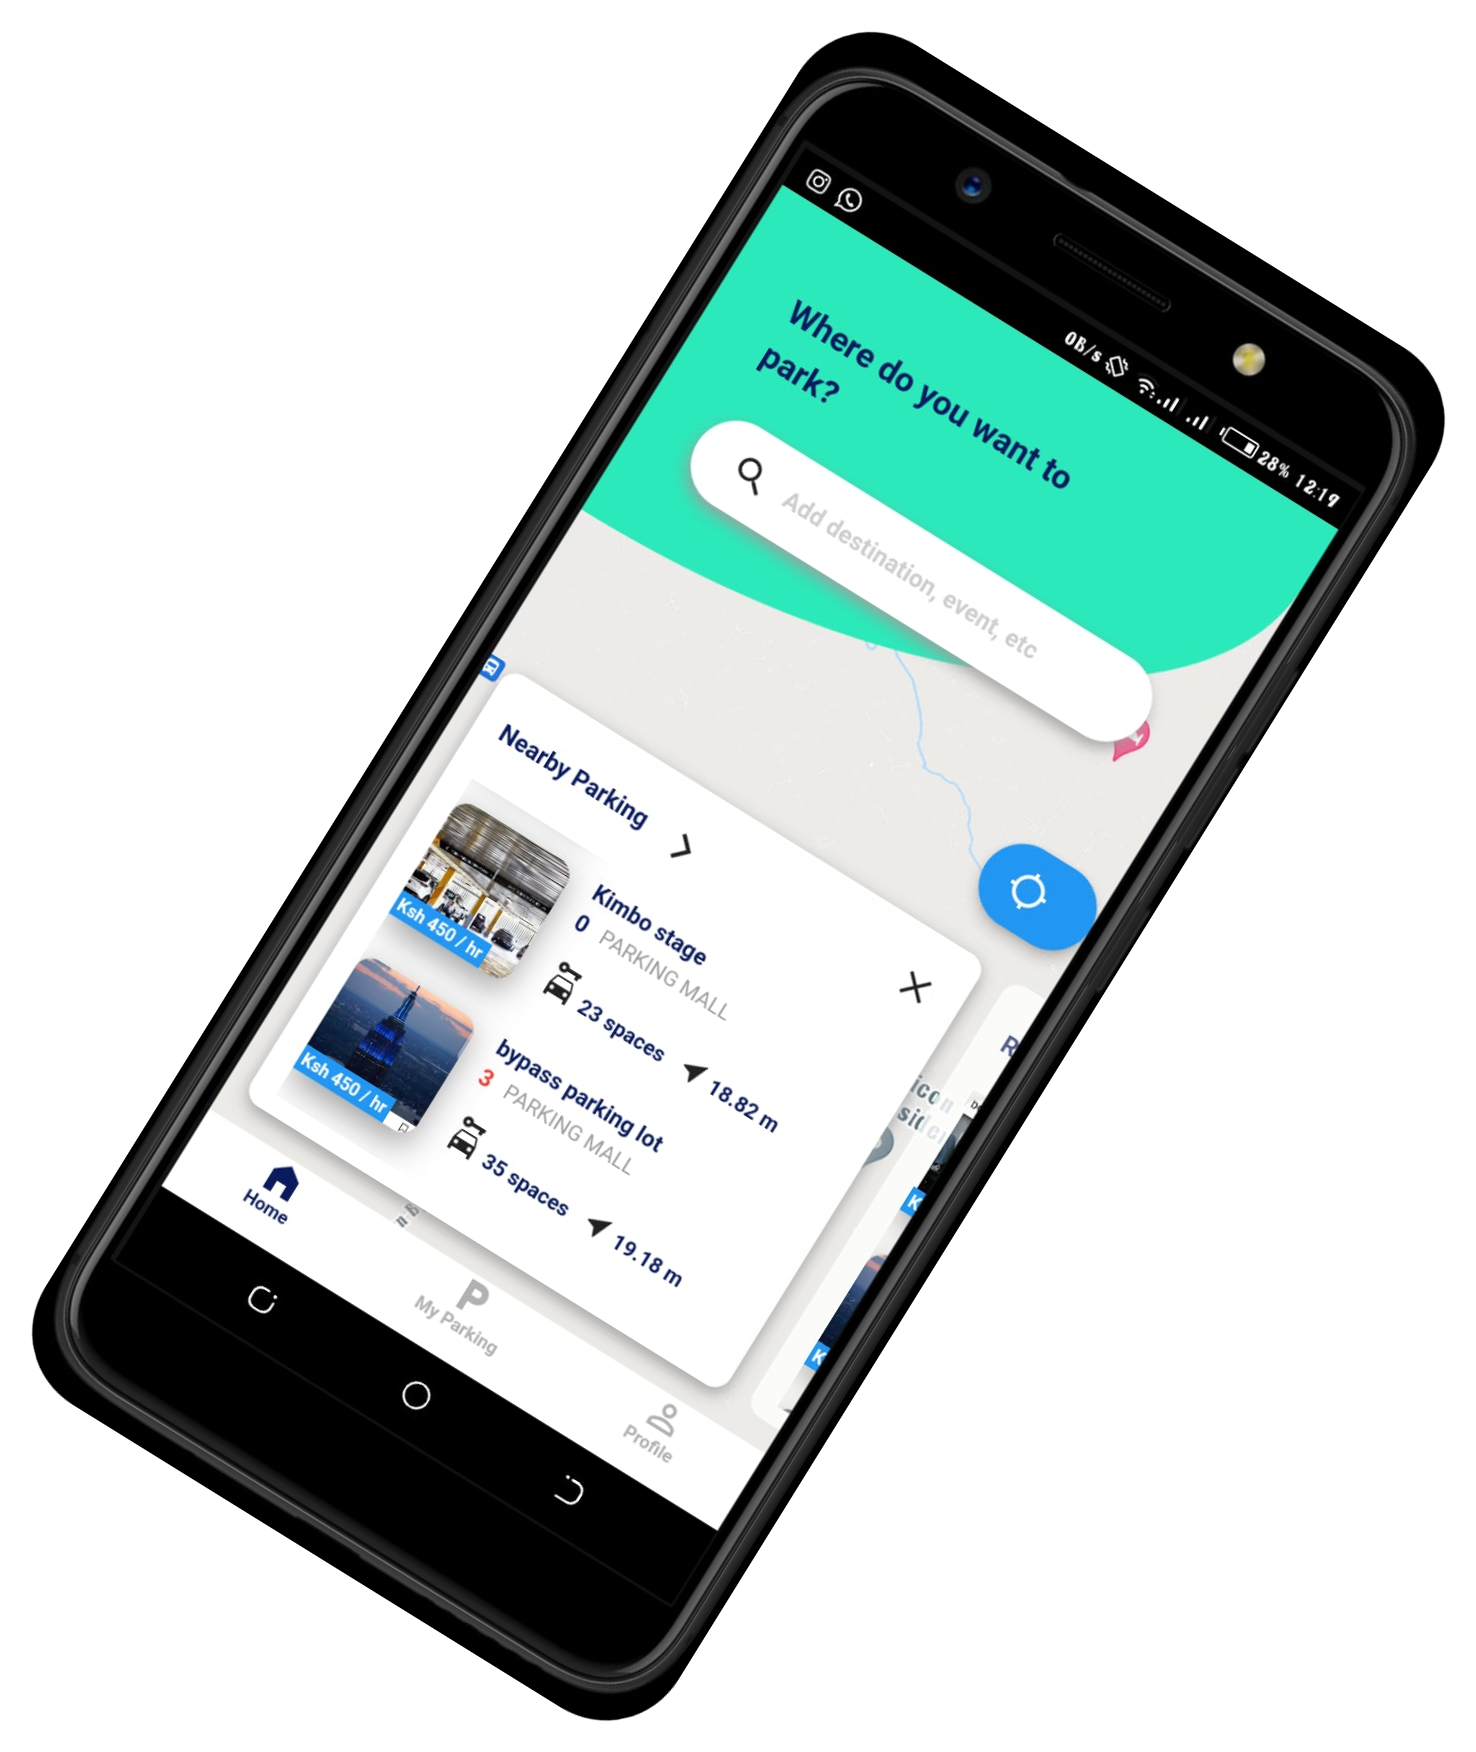 0B/s 28% 12:19
Where do you want to
park?
Add destination, event, etc
Nearby Parking
Kimbo stage
0 PARKING MALL
Ksh 450 / hr
23 spaces 18.82 m
bypass parking lot
3 PARKING MALL
Ksh 450 / hr
35 spaces 19.18 m
R
icon
K
K
Home
My Parking
Profile